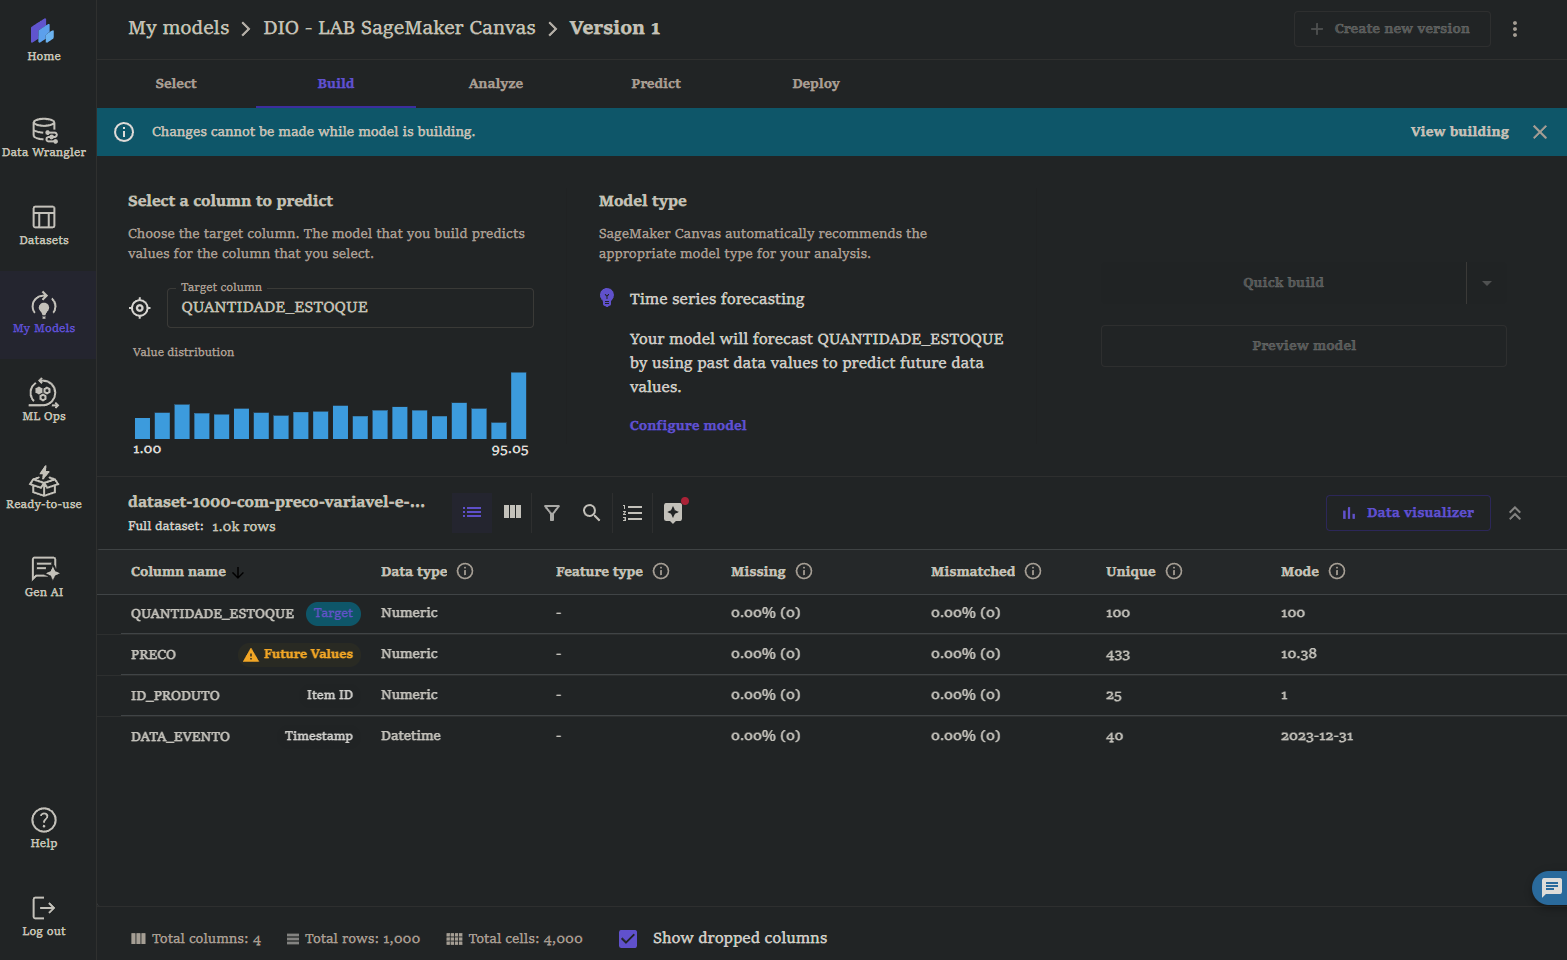 Home
Data Wrangler
Datasets
My Models
ML Ops
Ready-to-use
Gen AI
Help
Log out
My models > DIO - LAB SageMaker Canvas > Version 1
+ Create new version
Select Build Analyze Predict Deploy
Changes cannot be made while model is building.
View building
Select a column to predict
Choose the target column. The model that you build predicts
values for the column that you select.
Target column
QUANTIDADE_ESTOQUE
Value distribution
1.00 95.05
Model type
SageMaker Canvas automatically recommends the
appropriate model type for your analysis.
Time series forecasting
Your model will forecast QUANTIDADE_ESTOQUE
by using past data values to predict future data
values.
Configure model
Quick build
Preview model
dataset-1000-com-preco-variavel-e-...
Full dataset: 1.0k rows
Data visualizer
Column name Data type Feature type Missing Mismatched Unique Mode
QUANTIDADE_ESTOQUE Target Numeric - 0.00% (0) 0.00% (0) 100 100
PRECO Future Values Numeric - 0.00% (0) 0.00% (0) 433 10.38
ID_PRODUTO Item ID Numeric - 0.00% (0) 0.00% (0) 25 1
DATA_EVENTO Timestamp Datetime - 0.00% (0) 0.00% (0) 40 2023-12-31
Total columns: 4 Total rows: 1,000 Total cells: 4,000 Show dropped columns